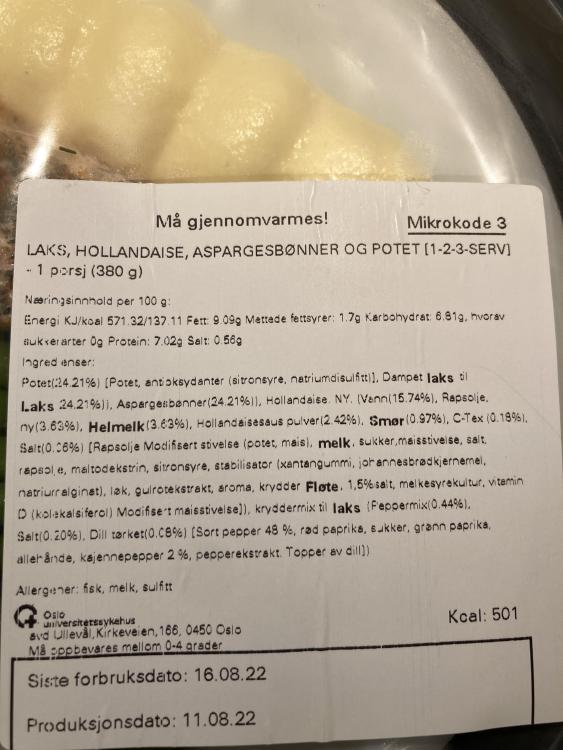 Må gjennomvarmes!
Mikrokode 3
LAKS, HOLLANDAISE, ASPARGESBØNNER OG POTET [1-2-3-SERV]
- 1 porsj (380 g)
Næringsinnhold per 100 g:
Energi KJ/kcal 571.32/137.11 Fett: 9.09g Mettede fettsyrer: 1.7g Karbohydrat: 6.81g, hvorav
sukkerarter 0g Protein: 7.02g Salt: 0.56g
Ingredienser:
Potet(24.21%) [Potet, antioksydanter (sitronsyre, natriumdisulfitt)], Dampet laks til
Laks 24.21%)], Aspargesbønner(24.21%)], Hollandaise. NY. (Vann(15.74%), Rapsolje,
ny(3.63%), Helmelk(3.63%), Hollandaisesaus pulver(2.42%), Smør(0.97%), C-Tex (0.18%),
Salt(0.06%) [Rapsolje Modifisert stivelse (potet, mais), melk, sukker,maisstivelse, salt,
rapsolje, maltodekstrin, sitronsyre, stabilisator (xantangummi, johannesbrødkjernemel,
natriumalginat), løk, gulrotekstrakt, aroma, krydder Fløte, 1,5%salt, melkesyrekultur, vitamin
D (kolekalsiferol) Modifisert maisstivelse]), kryddermix til laks (Peppermix(0.44%),
Salt(0.20%), Dill tørket(0.08%) [Sort pepper 48 %, rød paprika, sukker, grønn paprika,
allehånde, kajennepepper 2 %, pepperekstrakt. Topper av dill])
Allergener: fisk, melk, sulfitt
Oslo
universitetssykehus
avd Ullevål,Kirkeveien,166, 0450 Oslo
Må oppbevares mellom 0-4 grader
Kcal: 501
Siste forbruksdato: 16.08.22
Produksjonsdato: 11.08.22